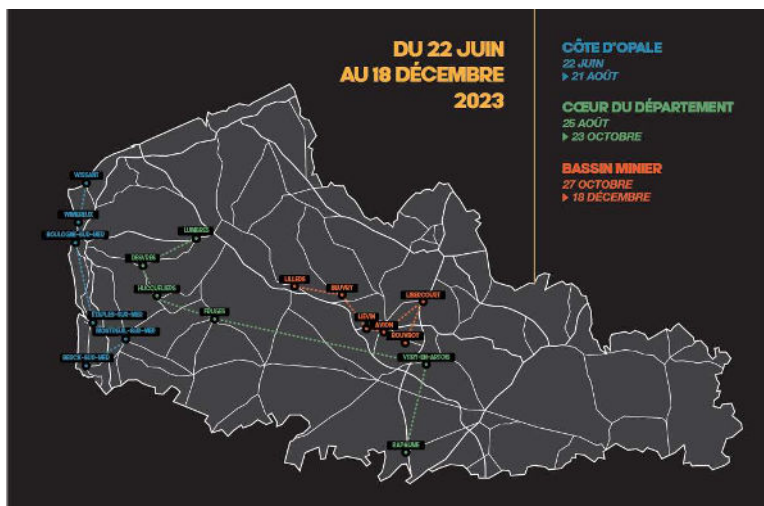 DU 22 JUIN
AU 18 DÉCEMBRE
2023
CÔTE D'OPALE
22 JUIN
▶ 21 AOÛT
CŒUR DU DÉPARTEMENT
25 AOÛT
▶ 23 OCTOBRE
BASSIN MINIER
27 OCTOBRE
▶ 18 DÉCEMBRE
WISSANT
WIMEREUX
BOULOGNE-SUR-MER
LUMBRES
DESVRES
HUCQUELIERS
FRUGES
ETAPLES-SUR-MER
MONTREUIL-SUR-MER
BERCK-SUR-MER
LILLERS
BEUVRY
LIBERCOURT
LIÉVIN
AVION
ROUVROY
VITRY-EN-ARTOIS
BAPAUME